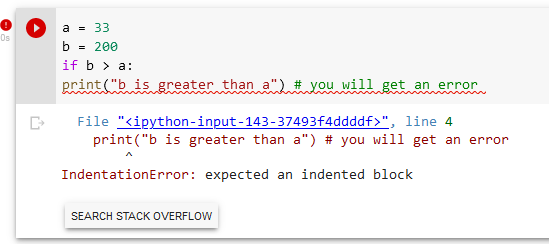 0s
a = 33
b = 200
if b > a:
print("b is greater than a") # you will get an error
File "<ipython-input-143-37493f4ddddf>", line 4
print("b is greater than a") # you will get an error
^
IndentationError: expected an indented block
SEARCH STACK OVERFLOW